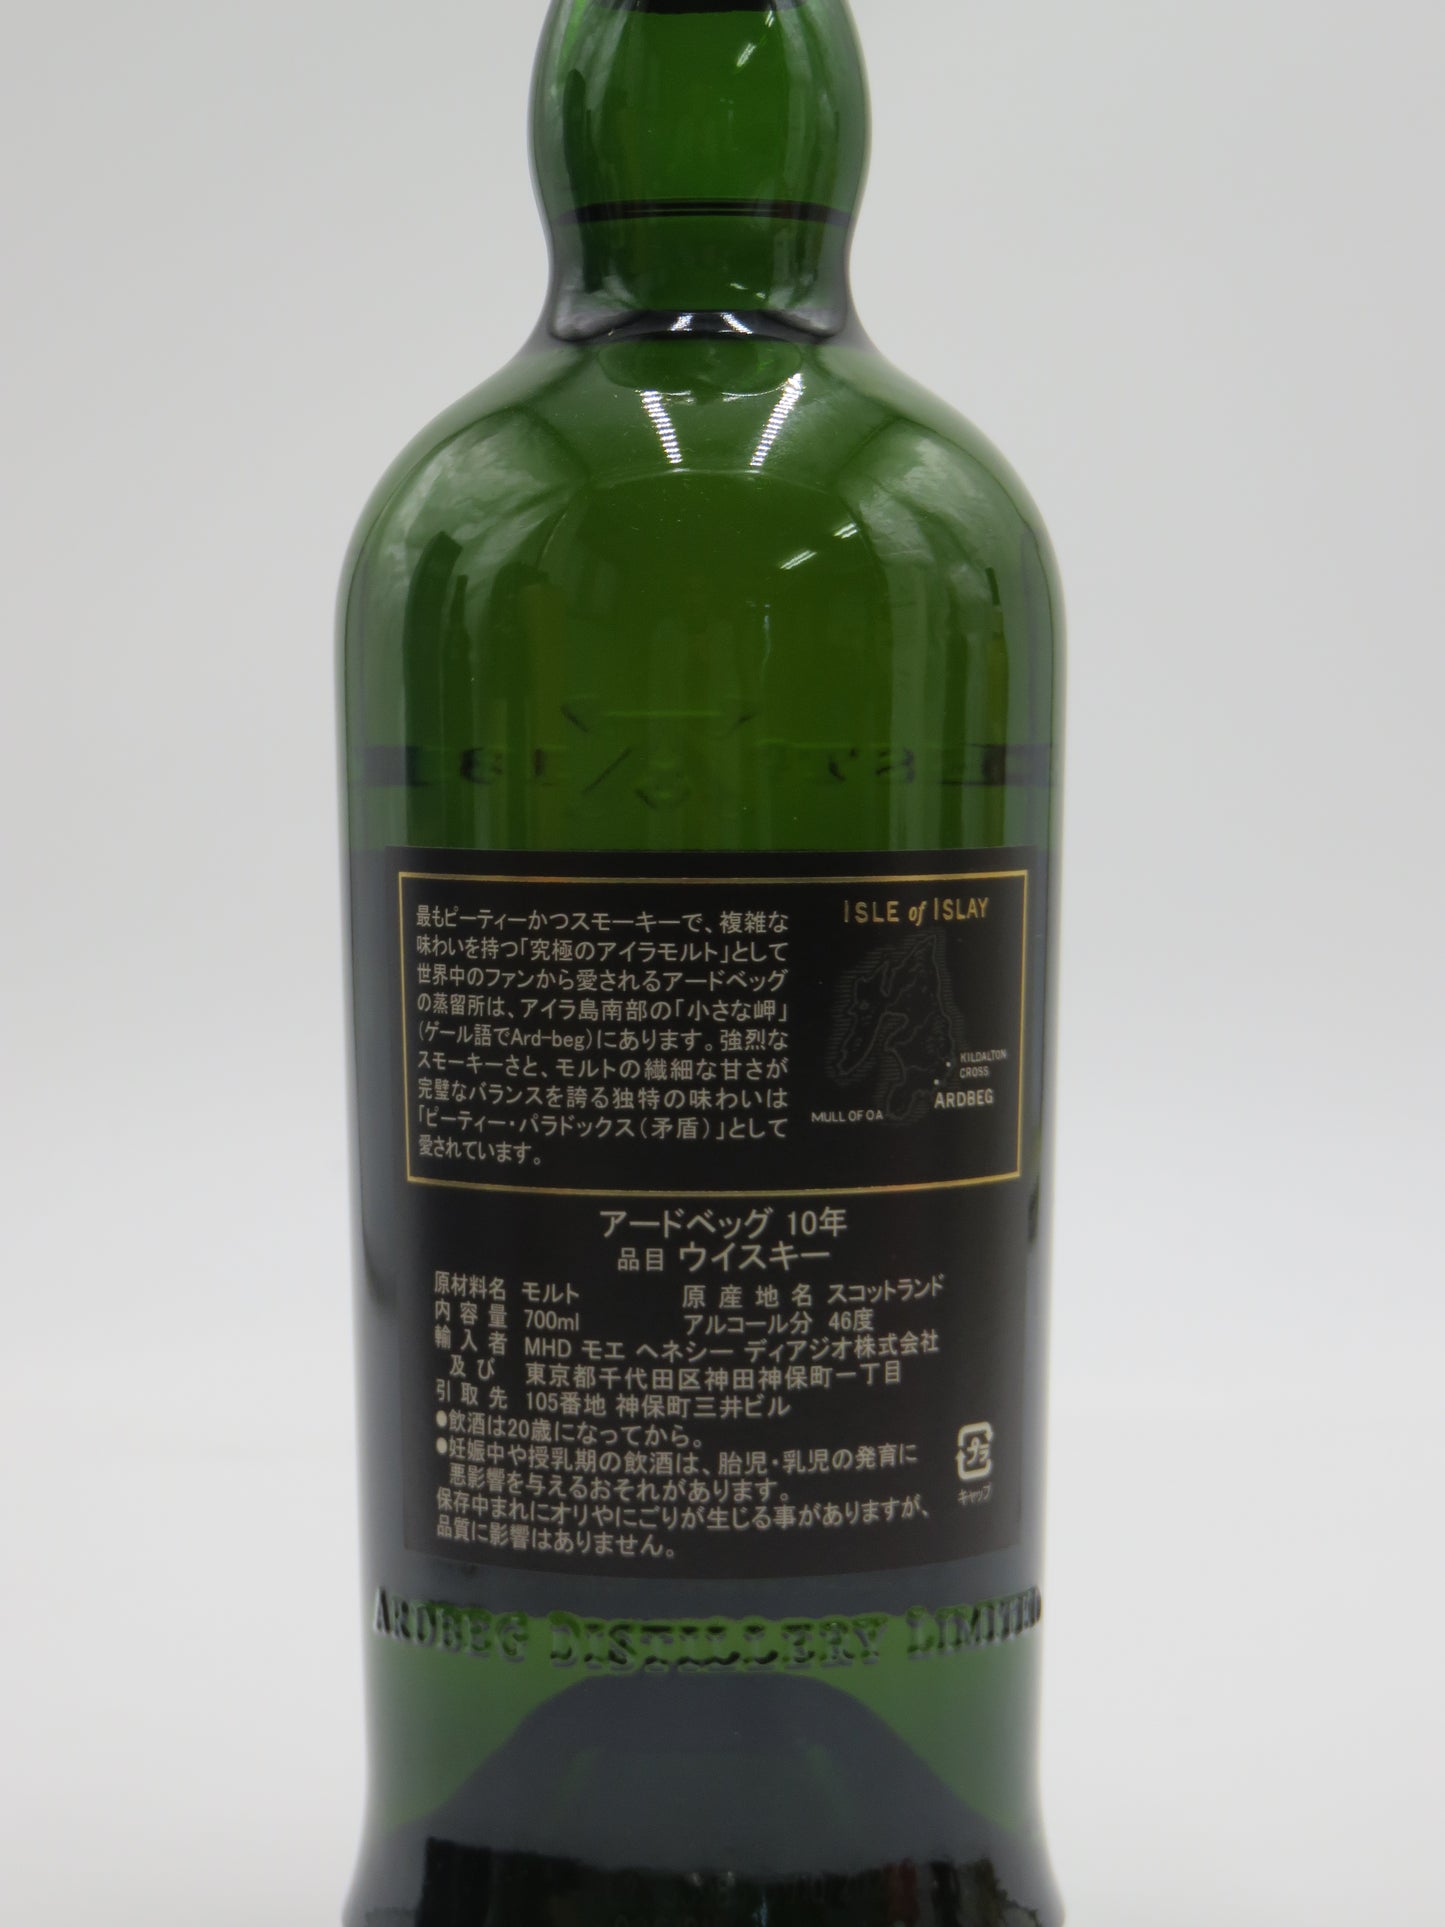 最もピーティーかつスモーキーで、複雑な
味わいを持つ「究極のアイラモルト」として
世界中のファンから愛されるアードベッグ
の蒸留所は、アイラ島南部の「小さな岬」
(ゲール語でArd-beg)にあります。強烈な
スモーキーさと、モルトの繊細な甘さが
完璧なバランスを誇る独特の味わいは
「ピーティー・パラドックス(矛盾)」として
愛されています。
ISLE of ISLAY
KILDALTON
CROSS
ARDBEG
MULL OF OA
アードベッグ 10年
品目 ウイスキー
原材料名 モルト 原産地名 スコットランド
内容量 700ml アルコール分 46度
輸入者 MHD モエ ヘネシー ディアジオ株式会社
及び 東京都千代田区神田神保町一丁目
引取先 105番地 神保町三井ビル
●飲酒は20歳になってから。
●妊娠中や授乳期の飲酒は、胎児・乳児の発育に
悪影響を与えるおそれがあります。
保存中まれにオリやにごりが生じる事がありますが、
品質に影響はありません。
プラ
キャップ
ARDBEG DISTILLERY LIMITED